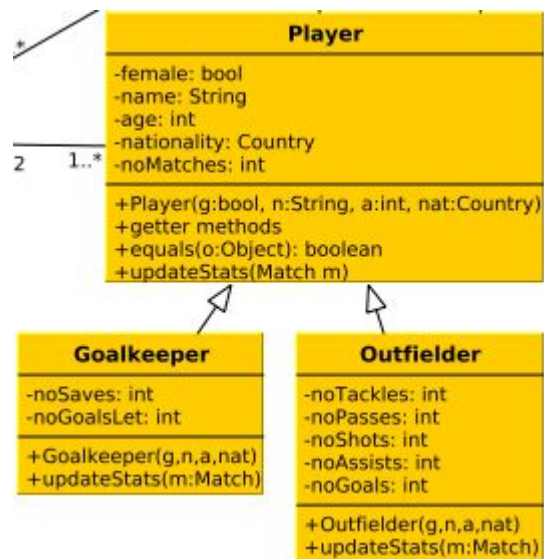 Player
-female: bool
-name: String
-age: int
-nationality: Country
-noMatches: int
*
2
1..*
+Player(g:bool, n:String, a:int, nat:Country)
+getter methods
+equals(o:Object): boolean
+updateStats(Match m)
Goalkeeper
-noSaves: int
-noGoalsLet: int
+Goalkeeper(g,n,a,nat)
+updateStats(m:Match)
Outfielder
-noTackles: int
-noPasses: int
-noShots: int
-noAssists: int
-noGoals: int
+Outfielder(g,n,a,nat)
+updateStats(m:Match)